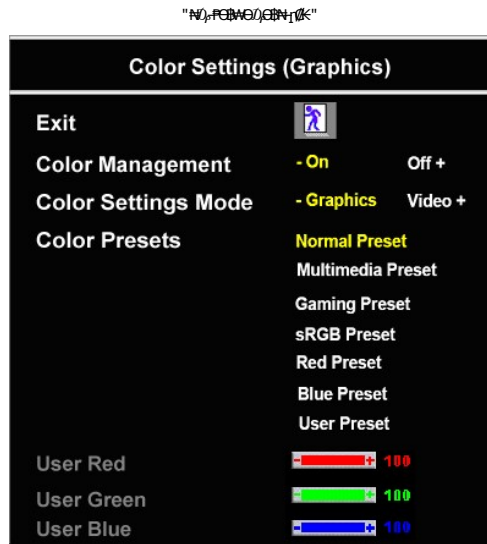 Color Settings (Graphics)
Exit
Color Management - On Off +
Color Settings Mode - Graphics Video +
Color Presets Normal Preset
Multimedia Preset
Gaming Preset
sRGB Preset
Red Preset
Blue Preset
User Preset
User Red - + 100
User Green - + 100
User Blue - + 100